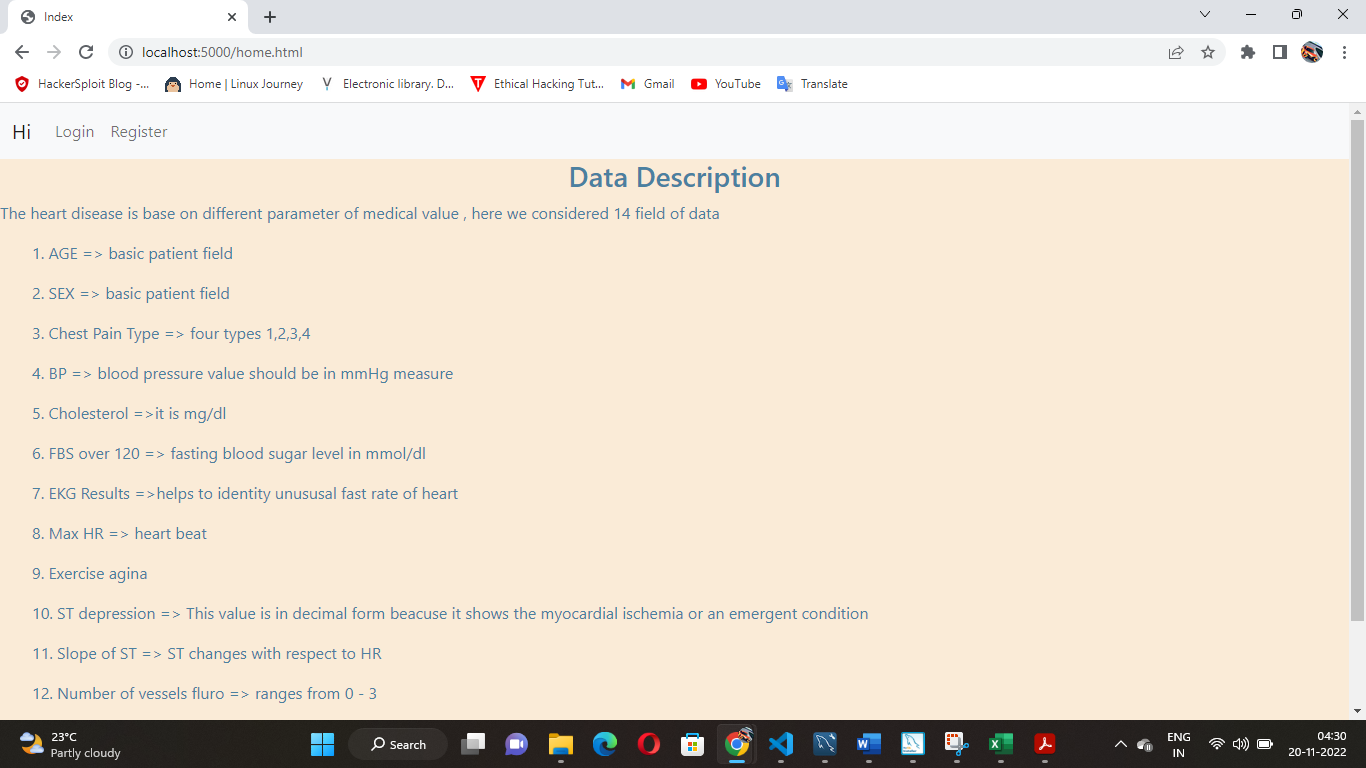 Index
localhost:5000/home.html
HackerSploit Blog -... Home | Linux Journey Electronic library. D... Ethical Hacking Tut... Gmail YouTube Translate
Hi Login Register
Data Description
The heart disease is base on different parameter of medical value , here we considered 14 field of data
1. AGE => basic patient field
2. SEX => basic patient field
3. Chest Pain Type => four types 1,2,3,4
4. BP => blood pressure value should be in mmHg measure
5. Cholesterol =>it is mg/dl
6. FBS over 120 => fasting blood sugar level in mmol/dl
7. EKG Results =>helps to identity unususal fast rate of heart
8. Max HR => heart beat
9. Exercise agina
10. ST depression => This value is in decimal form beacuse it shows the myocardial ischemia or an emergent condition
11. Slope of ST => ST changes with respect to HR
12. Number of vessels fluro => ranges from 0 - 3
23°C
Partly cloudy
Search
ENG
IN
04:30
20-11-2022